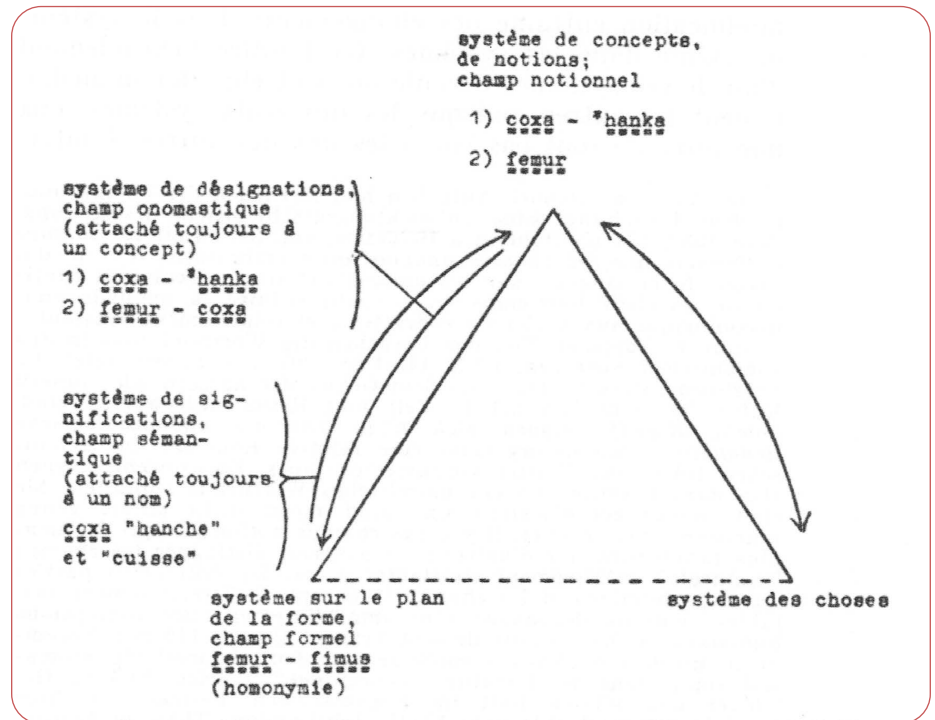 système de concepts,
de notions;
champ notionnel
1) coxa - *hanka
2) femur
système de désignations,
champ onomastique
(attaché toujours à
un concept)
1) coxa - *hanka
2) femur - coxa
système de sig-
nifications,
champ séman-
tique
(attaché toujours
à un nom)
coxa "hanche"
et "cuisse"
système sur le plan
de la forme,
champ formel
femur - fimus
(homonymie)
système des choses